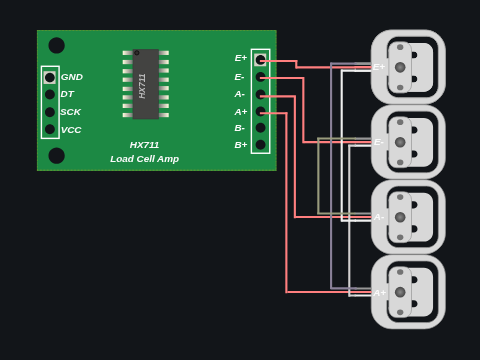 GND
DT
SCK
VCC
HX711
HX711
Load Cell Amp
E+
E-
A-
A+
B-
B+
E+
E-
A-
A+